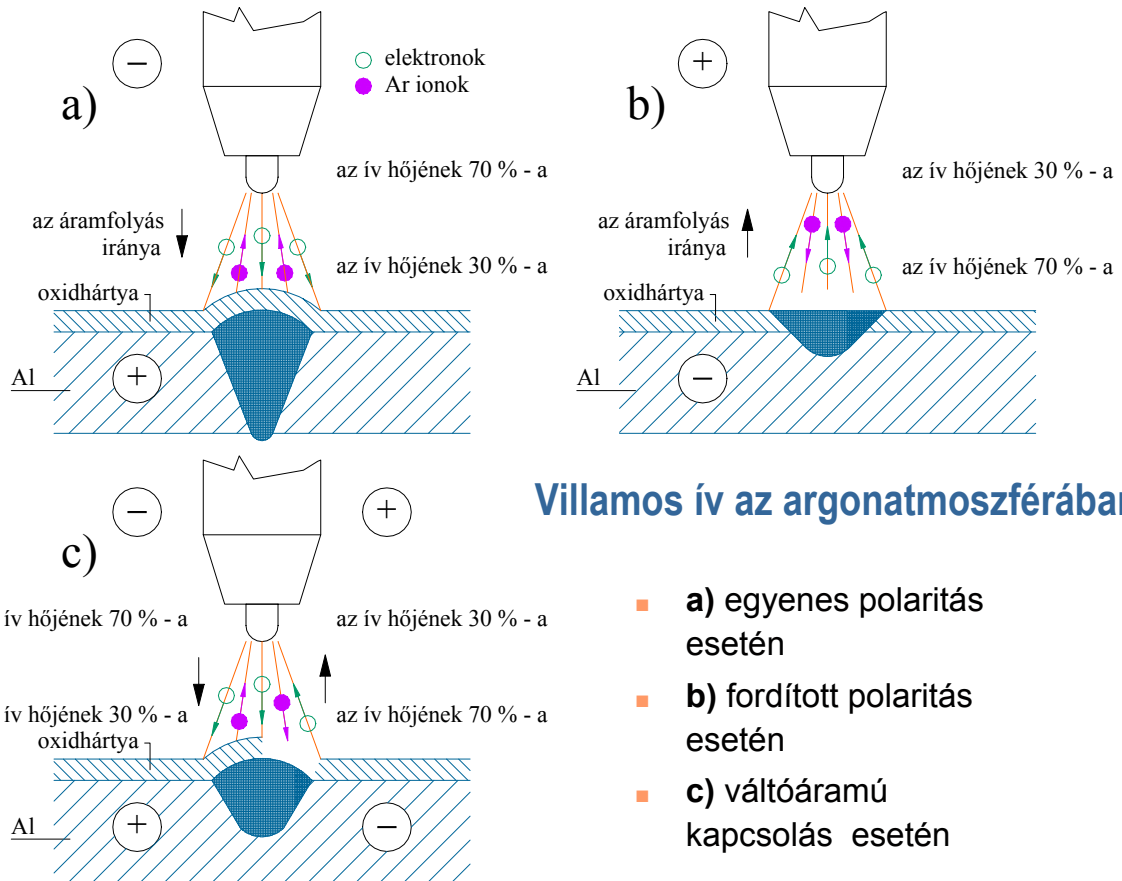 −
elektronok
Ar ionok
a)
az ív hőjének 70 % - a
az áramfolyás
iránya
az ív hőjének 30 % - a
oxidhártya
Al
+
+
b)
az ív hőjének 30 % - a
az áramfolyás
iránya
az ív hőjének 70 % - a
oxidhártya
Al
−
−
+
c)
ív hőjének 70 % - a
az ív hőjének 30 % - a
ív hőjének 30 % - a
az ív hőjének 70 % - a
oxidhártya
Al
+
−
Villamos ív az argonatmoszférában
a) egyenes polaritás
esetén
b) fordított polaritás
esetén
c) váltóáramú
kapcsolás esetén